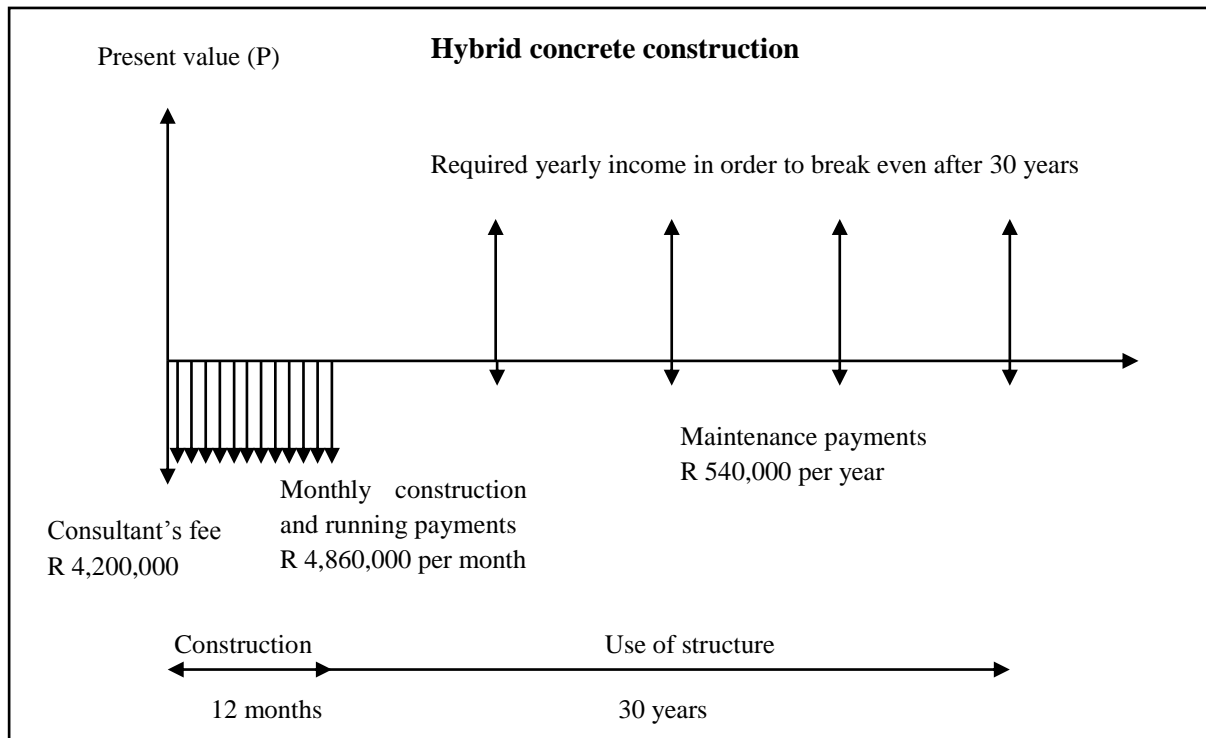 Hybrid concrete construction
Present value (P)
Required yearly income in order to break even after 30 years
Maintenance payments
R 540,000 per year
Monthly construction
and running payments
R 4,860,000 per month
Consultant’s fee
R 4,200,000
Construction
Use of structure
12 months
30 years